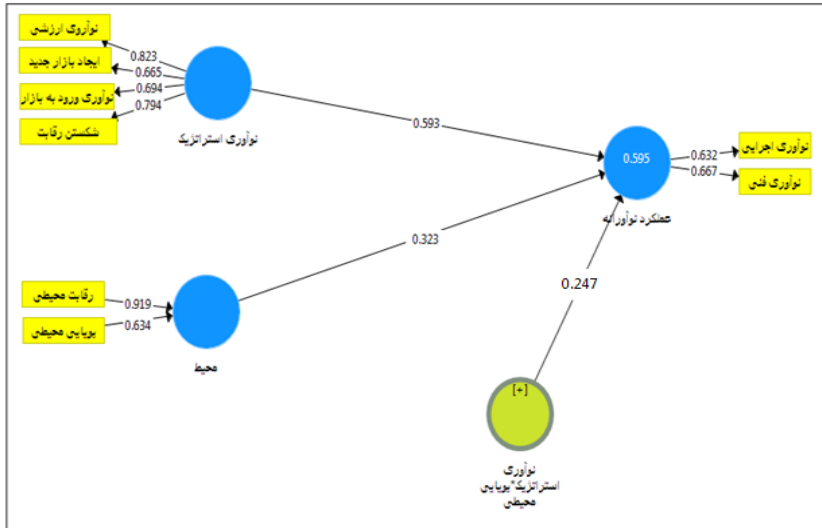 نوآروی ارزشی
0.823
ایجاد بازار جدید
0.665
نوآوری ورود به بازار
0.694
شکستن رقابت
0.794
نوآوری استراتژیک
0.593
0.595
نوآوری اجرایی
0.632
نوآوری فنی
0.667
عملکرد نوآورانه
0.323
رقابت محیطی
0.919
پویایی محیطی
0.634
محیط
0.247
[+]
نوآوری
استراتژیک*پویایی
محیطی